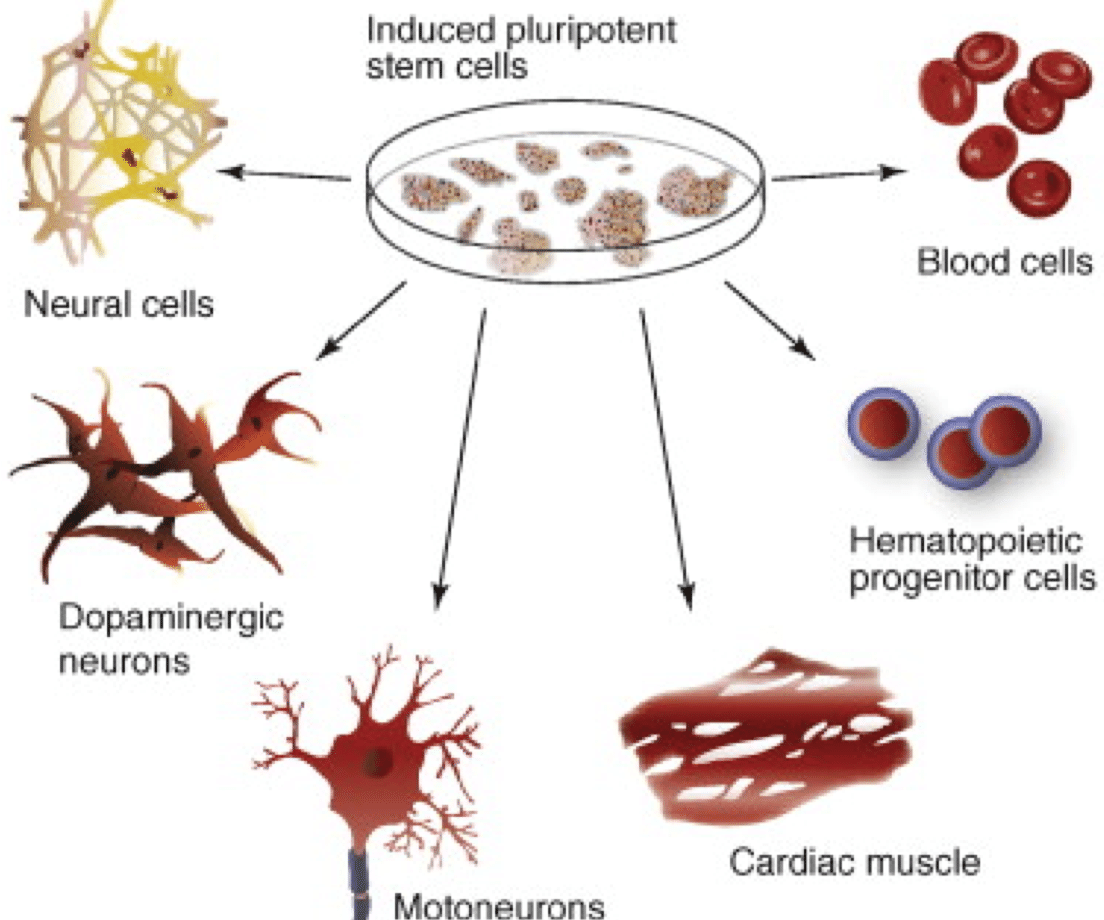 Induced pluripotent
stem cells
Neural cells
Blood cells
Dopaminergic
neurons
Hematopoietic
progenitor cells
Motoneurons
Cardiac muscle